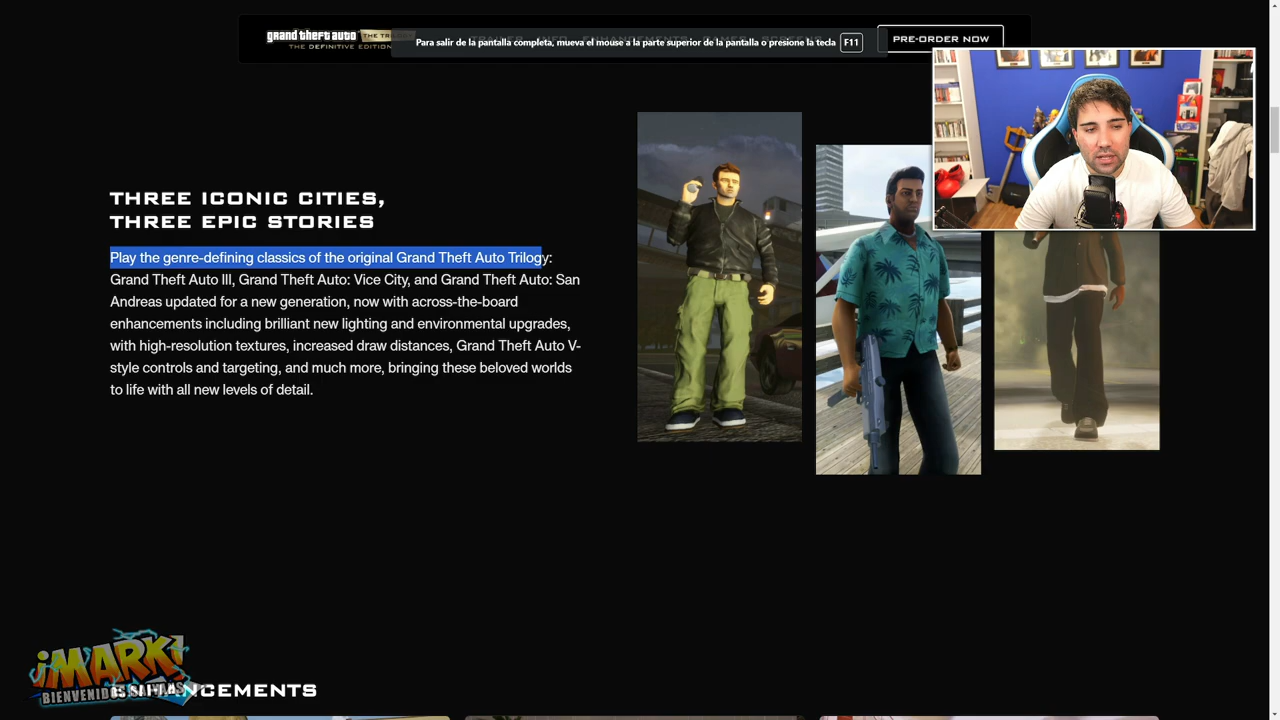 grand theft auto THE TRILOGY
THE DEFINITIVE EDITION
Para salir de la pantalla completa, mueva el mouse a la parte superior de la pantalla o presione la tecla F11
PRE-ORDER NOW
THREE ICONIC CITIES,
THREE EPIC STORIES
Play the genre-defining classics of the original Grand Theft Auto Trilogy:
Grand Theft Auto III, Grand Theft Auto: Vice City, and Grand Theft Auto: San
Andreas updated for a new generation, now with across-the-board
enhancements including brilliant new lighting and environmental upgrades,
with high-resolution textures, increased draw distances, Grand Theft Auto V-
style controls and targeting, and much more, bringing these beloved worlds
to life with all new levels of detail.
¡MARK!
BIENVENIDOS
ENHANCEMENTS